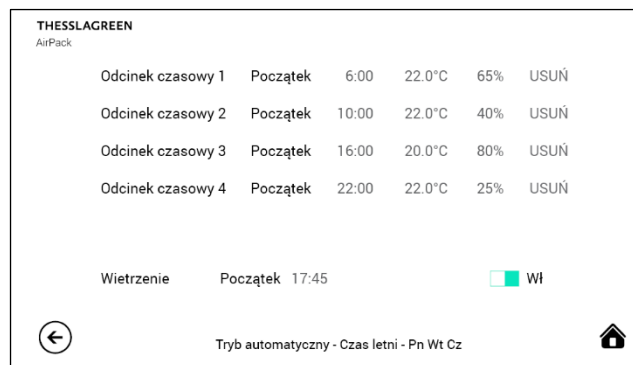 THESSLAGREEN
AirPack
Odcinek czasowy 1 Początek 6:00 22.0°C 65% USUŃ
Odcinek czasowy 2 Początek 10:00 22.0°C 40% USUŃ
Odcinek czasowy 3 Początek 16:00 20.0°C 80% USUŃ
Odcinek czasowy 4 Początek 22:00 22.0°C 25% USUŃ
Wietrzenie Początek 17:45 Wł
Tryb automatyczny - Czas letni - Pn Wt Cz